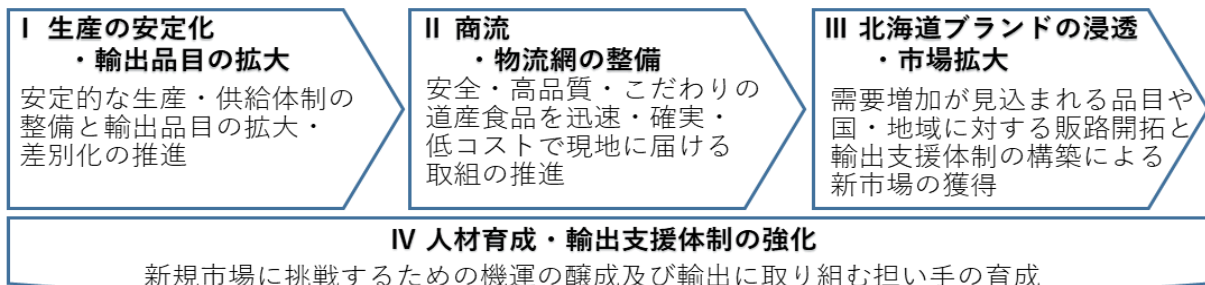 Ⅰ 生産の安定化
・輸出品目の拡大
安定的な生産・供給体制の
整備と輸出品目の拡大・
差別化の推進
Ⅱ 商流
・物流網の整備
安全・高品質・こだわりの
道産食品を迅速・確実・
低コストで現地に届ける
取組の推進
Ⅲ 北海道ブランドの浸透
・市場拡大
需要増加が見込まれる品目や
国・地域に対する販路開拓と
輸出支援体制の構築による
新市場の獲得
Ⅳ 人材育成・輸出支援体制の強化
新規市場に挑戦するための機運の醸成及び輸出に取り組む担い手の育成